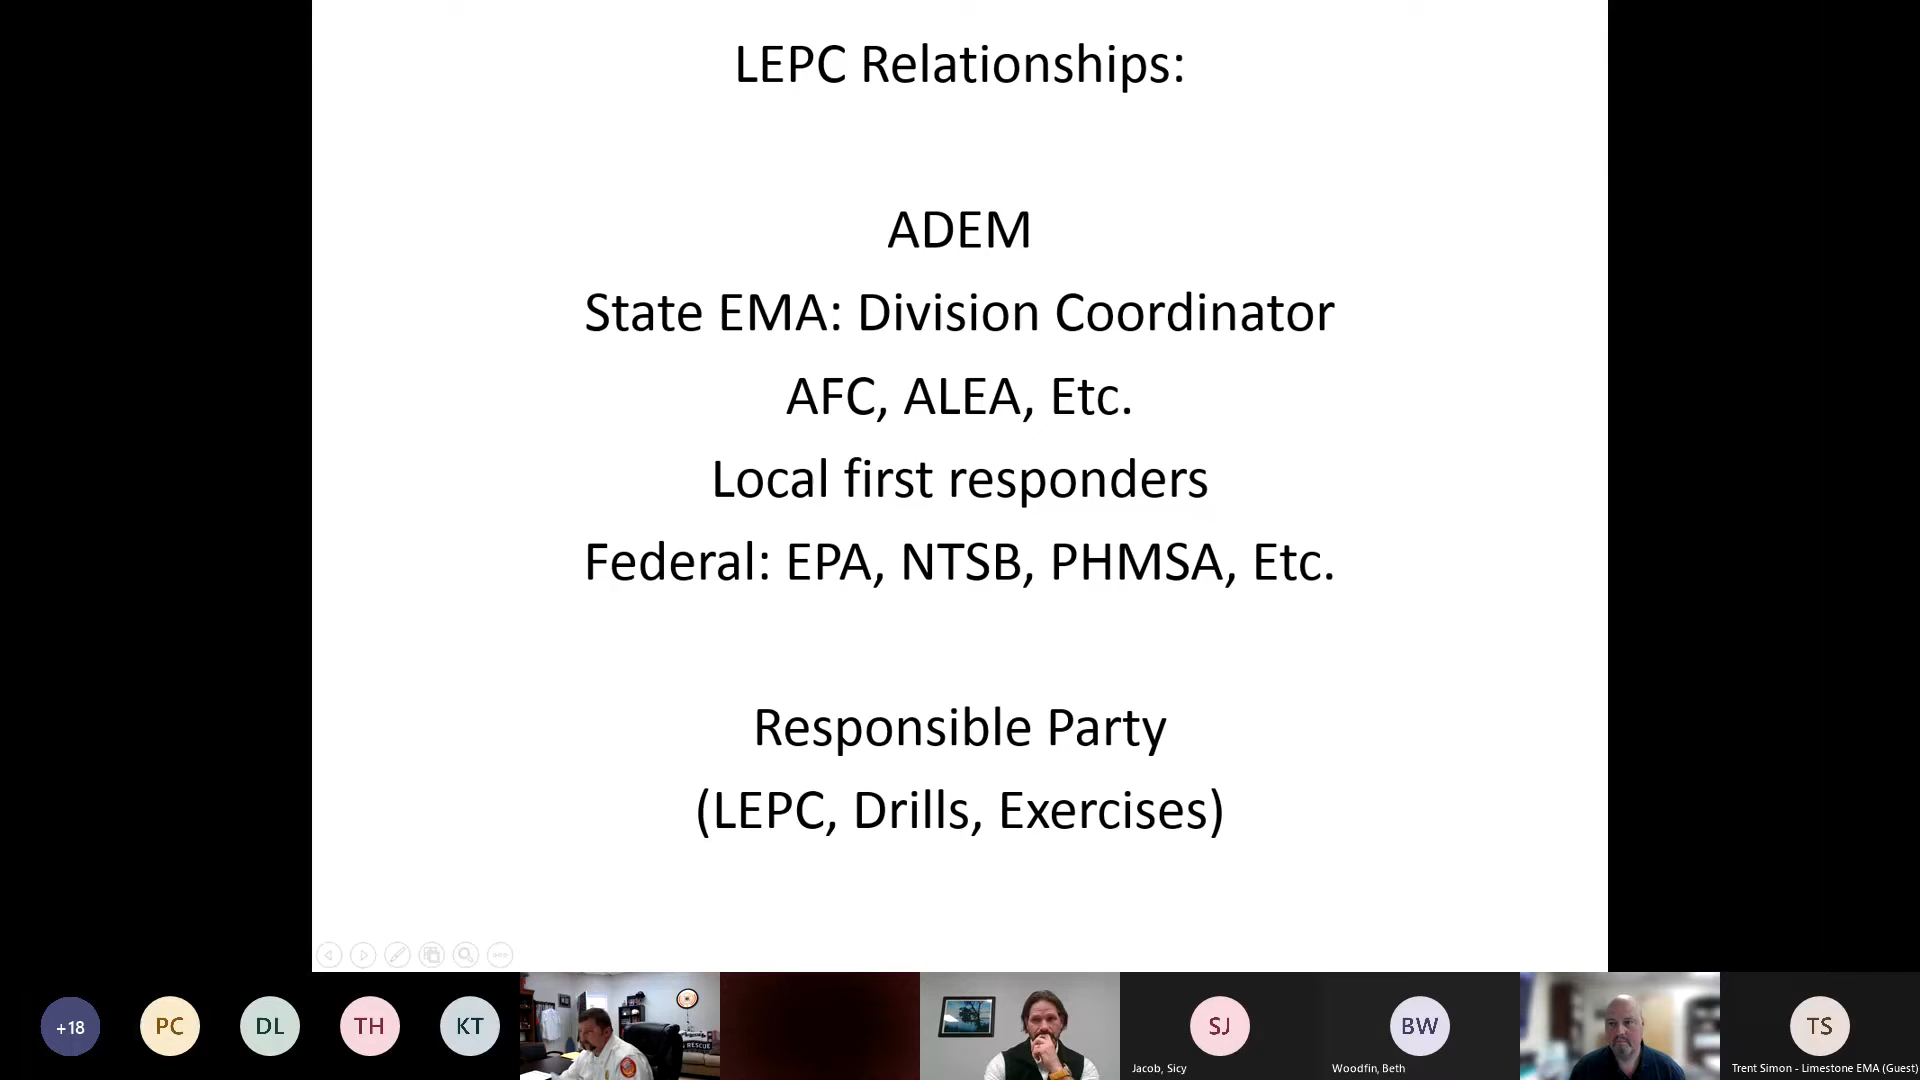 LEPC Relationships:
ADEM
State EMA: Division Coordinator
AFC, ALEA, Etc.
Local first responders
Federal: EPA, NTSB, PHMSA, Etc.
Responsible Party
(LEPC, Drills, Exercises)
+18
PC
DL
TH
KT
RESCUE
SJ
Jacob, Sicy
BW
Woodfin, Beth
TS
Trent Simon - Limestone EMA (Guest)